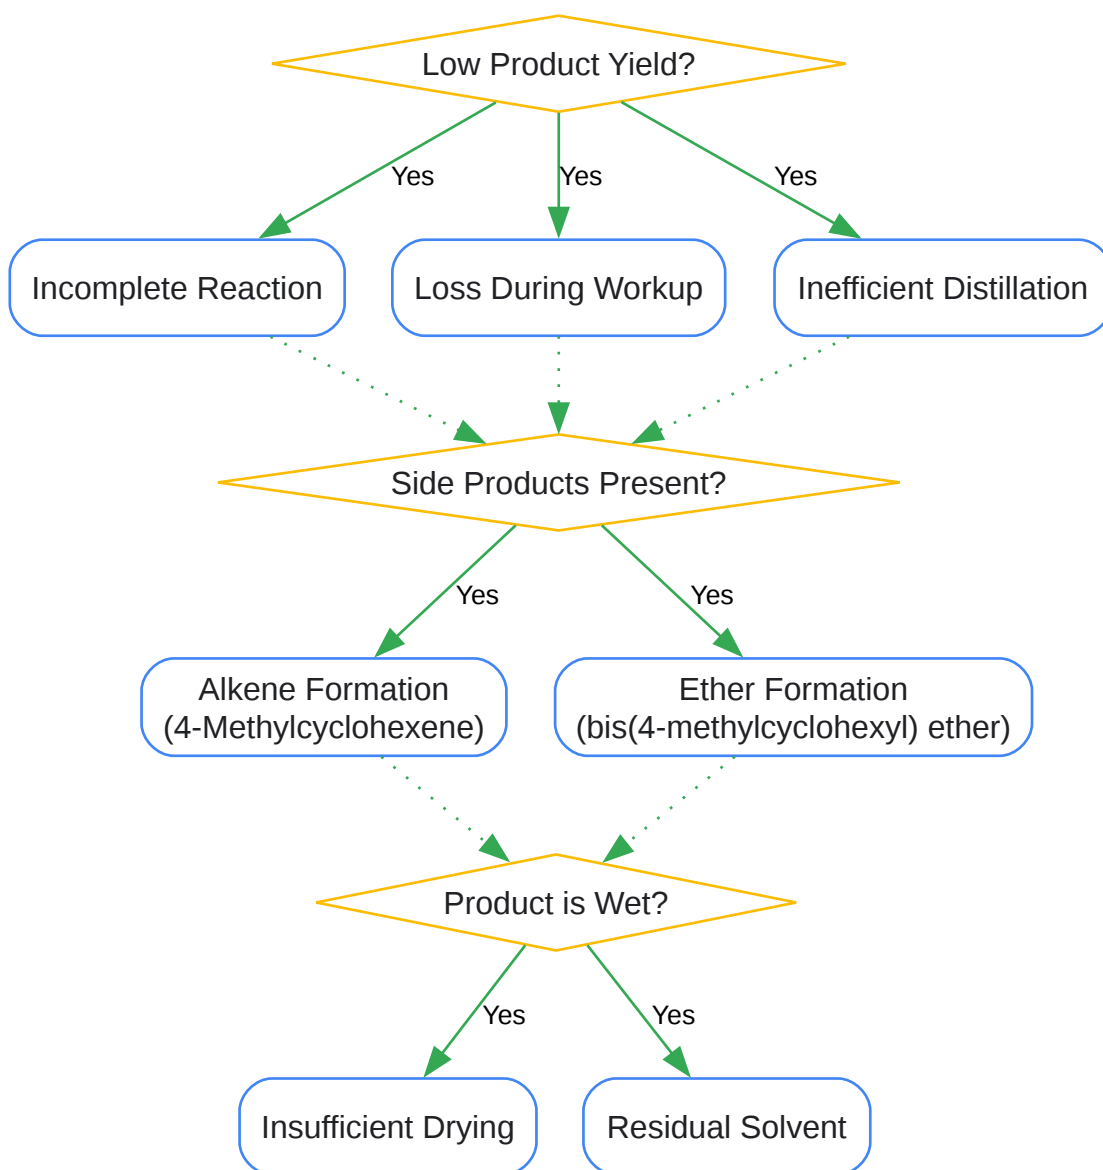 Low Product Yield?
Yes
Yes
Yes
Incomplete Reaction
Loss During Workup
Inefficient Distillation
Side Products Present?
Yes
Yes
Alkene Formation
(4-Methylcyclohexene)
Ether Formation
(bis(4-methylcyclohexyl) ether)
Product is Wet?
Yes
Yes
Insufficient Drying
Residual Solvent